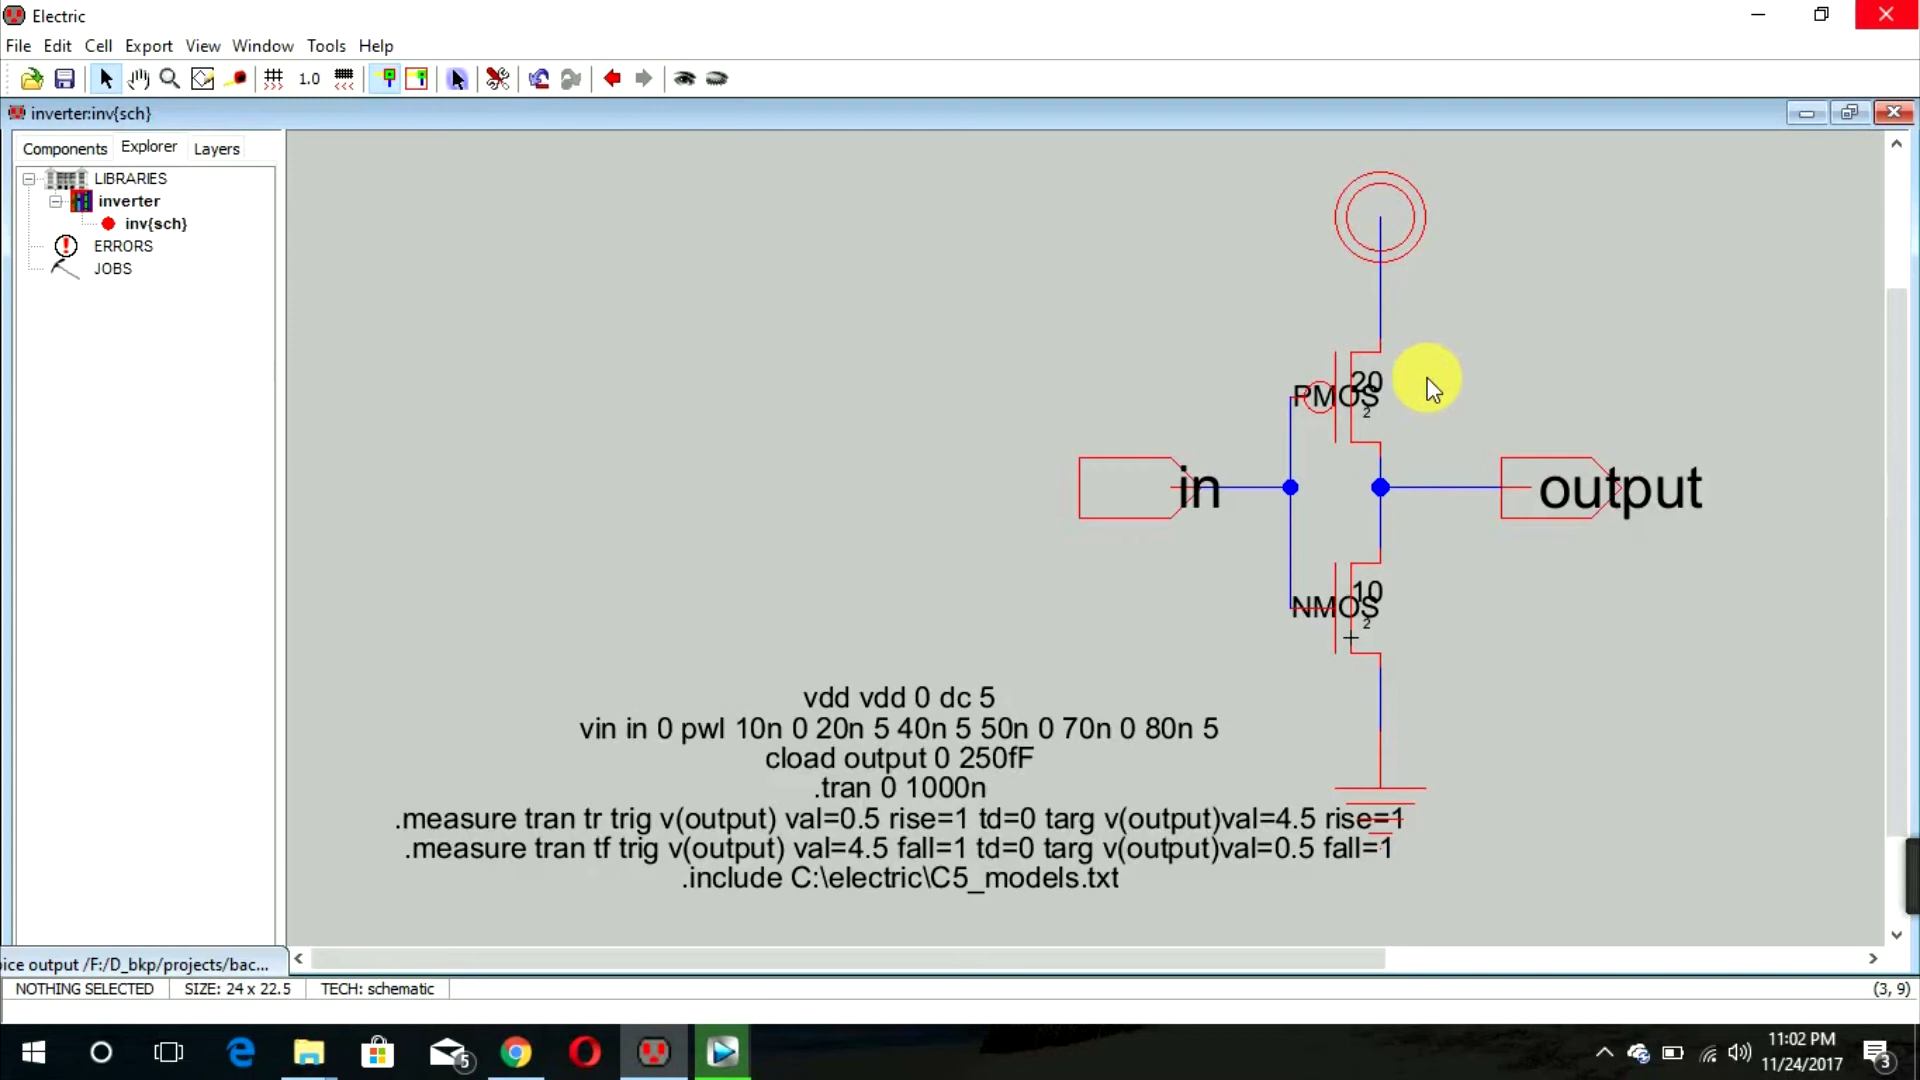 Electric
File Edit Cell Export View Window Tools Help
1.0
inverter:inv{sch}
Components Explorer Layers
LIBRARIES
inverter
inv{sch}
ERRORS
JOBS
20
PMOS
2
in
output
10
NMOS
2
vdd vdd 0 dc 5
vin in 0 pwl 10n 0 20n 5 40n 5 50n 0 70n 0 80n 5
cload output 0 250fF
.tran 0 1000n
.measure tran tr trig v(output) val=0.5 rise=1 td=0 targ v(output)val=4.5 rise=1
.measure tran tf trig v(output) val=4.5 fall=1 td=0 targ v(output)val=0.5 fall=1
.include C:\electric\C5_models.txt
ice output /F:/D_bkp/projects/bac...
NOTHING SELECTED SIZE: 24 x 22.5 TECH: schematic (3, 9)
5
11:02 PM
11/24/2017
3